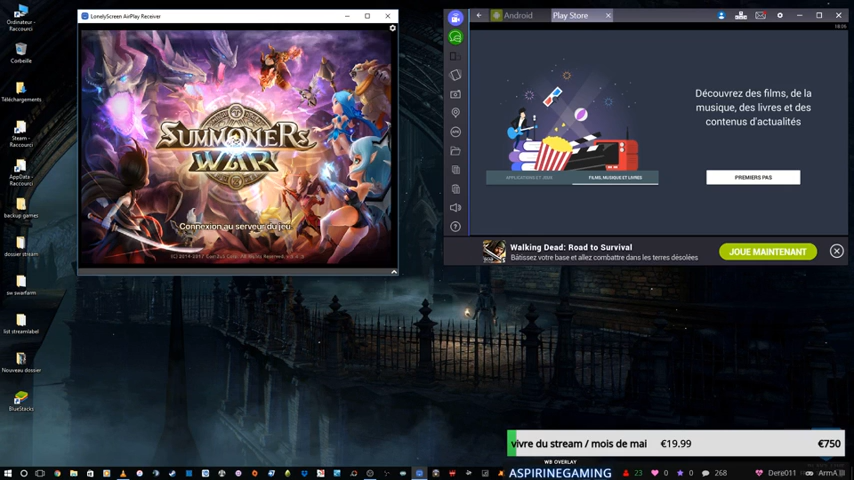 Ordinateur -
Raccourci
Corbeille
Téléchargements
Steam -
Raccourci
AppData -
Raccourci
backup games
dossier stream
sw swarfarm
list streamlabel
Nouveau dossier
BlueStacks
LonelyScreen AirPlay Receiver
SUMMONERS
WAR
Connexion au serveur du jeu
Android
Play Store
Découvrez des films, de la
musique, des livres et des
contenus d'actualités
APPLICATIONS ET JEUX
FILMS, MUSIQUE ET LIVRES
PREMIERS PAS
Walking Dead: Road to Survival
Bâtissez votre base et allez combattre dans les terres désolées
JOUE MAINTENANT
vivre du stream / mois de mai
€19.99
€750
WB OVERLAY
ASPIRINEGAMING
23
0
0
268
Dere011
ArmA